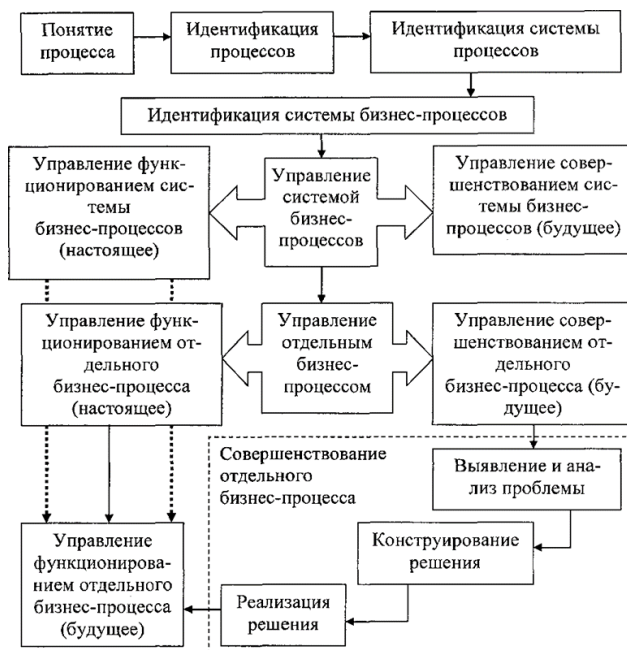 Понятие
процесса
Идентификация
процессов
Идентификация системы
процессов
Идентификация системы бизнес-процессов
Управление функ-
ционированием сис-
темы
бизнес-процессов
(настоящее)
Управление
системой
бизнес-
процессов
Управление совер-
шенствованием сис-
темы бизнес-
процессов (будущее)
Управление функ-
ционированием от-
дельного
бизнес-процесса
(настоящее)
Управление
отдельным
бизнес-
процессом
Управление совер-
шенствованием от-
дельного
бизнес-процесса (бу-
дущее)
Совершенствование
отдельного
бизнес-процесса
Выявление и ана-
лиз проблемы
Конструирование
решения
Реализация
решения
Управление
функционирова-
нием отдельного
бизнес-процесса
(будущее)